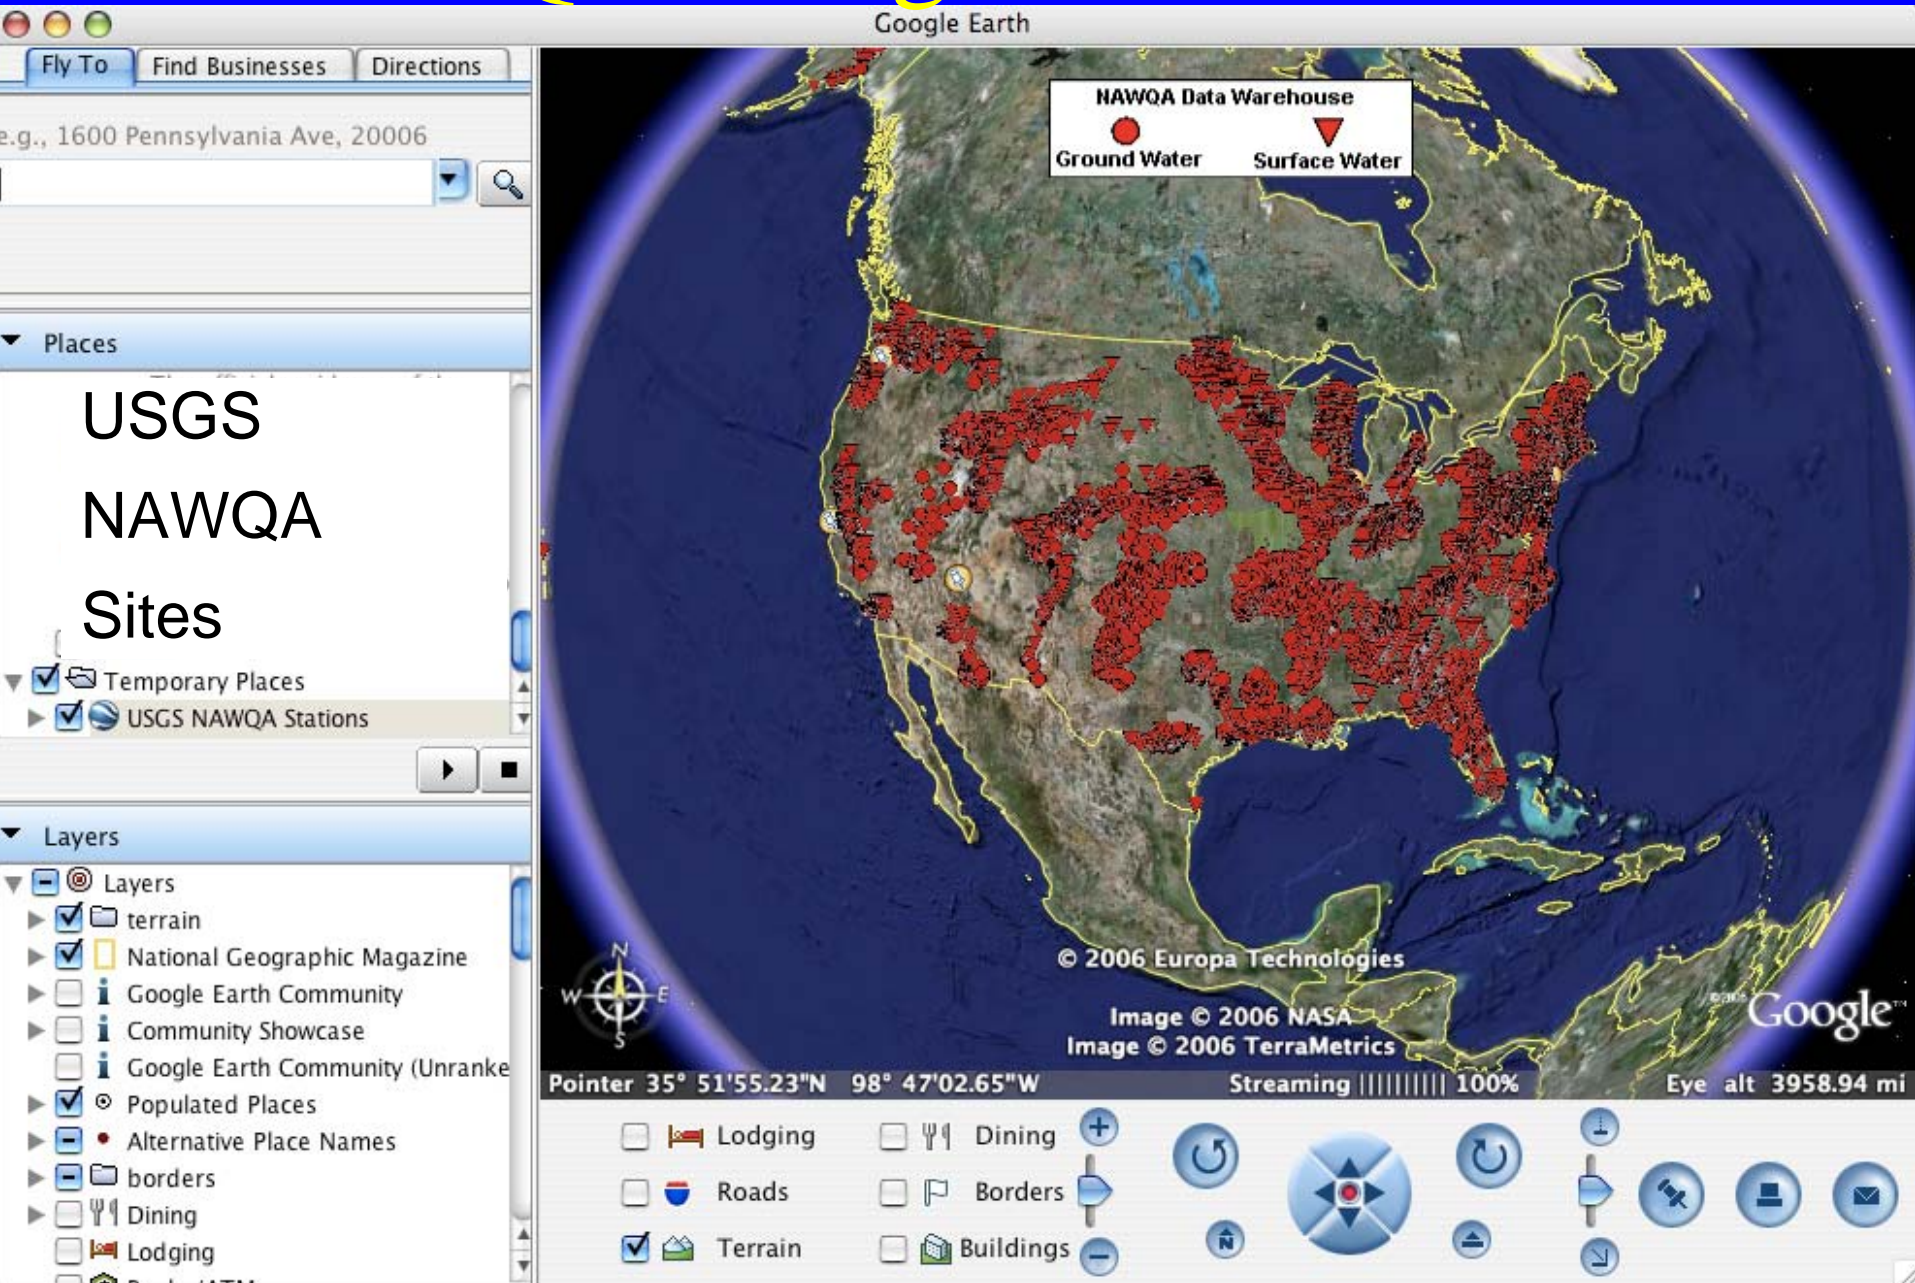 Google Earth
Fly To
Find Businesses
Directions
e.g., 1600 Pennsylvania Ave, 20006
Places
USGS
NAWQA
Sites
Temporary Places
USGS NAWQA Stations
Layers
Layers
terrain
National Geographic Magazine
Google Earth Community
Community Showcase
Google Earth Community (Unranke
Populated Places
Alternative Place Names
borders
Dining
Lodging
NAWQA Data Warehouse
Ground Water Surface Water
N
W E
S
© 2006 Europa Technologies
Image © 2006 NASA
Image © 2006 TerraMetrics
©2006 Google™
Pointer 35° 51'55.23"N 98° 47'02.65"W Streaming |||||||||| 100% Eye alt 3958.94 mi
Lodging Dining
Roads Borders
Terrain Buildings
N